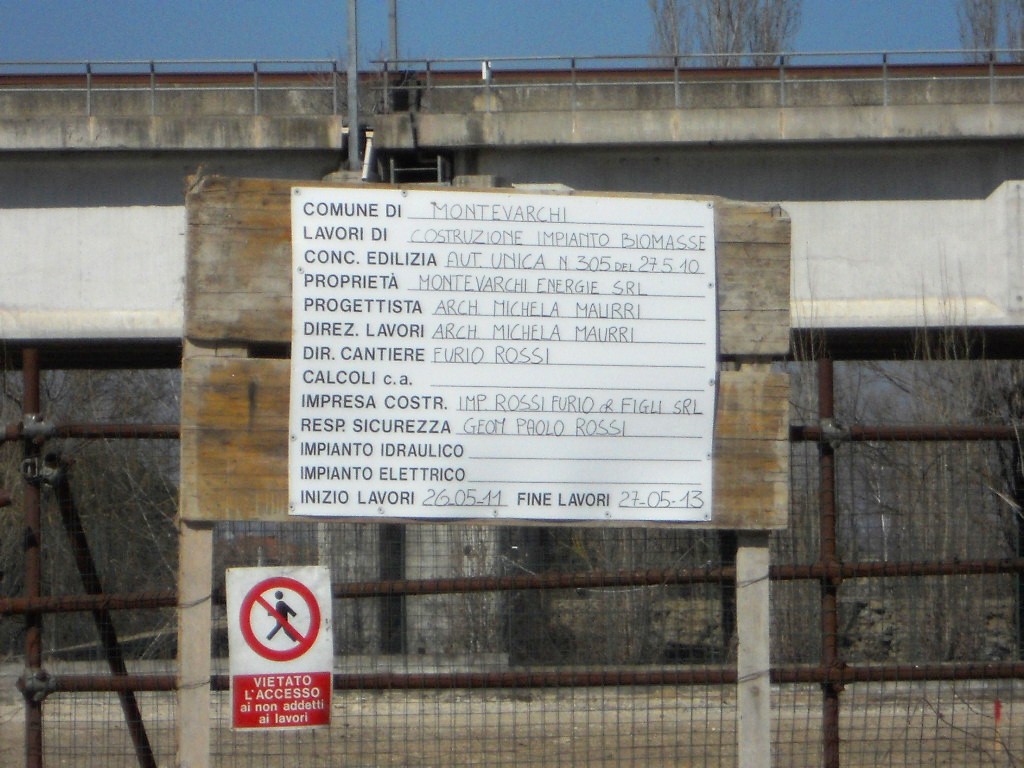 COMUNE DI MONTEVARCHI
LAVORI DI COSTRUZIONE IMPIANTO BIOMASSE
CONC. EDILIZIA AUT. UNICA N 305 DEL 27.5.10
PROPRIETÀ MONTEVARCHI ENERGIE SRL
PROGETTISTA ARCH MICHELA MAURRI
DIREZ. LAVORI ARCH MICHELA MAURRI
DIR. CANTIERE FURIO ROSSI
CALCOLI c.a.
IMPRESA COSTR. IMP. ROSSI FURIO & FIGLI SRL
RESP. SICUREZZA GEOM PAOLO ROSSI
IMPIANTO IDRAULICO
IMPIANTO ELETTRICO
INIZIO LAVORI 26-05-11 FINE LAVORI 27-05-13
VIETATO
L'ACCESSO
ai non addetti
ai lavori